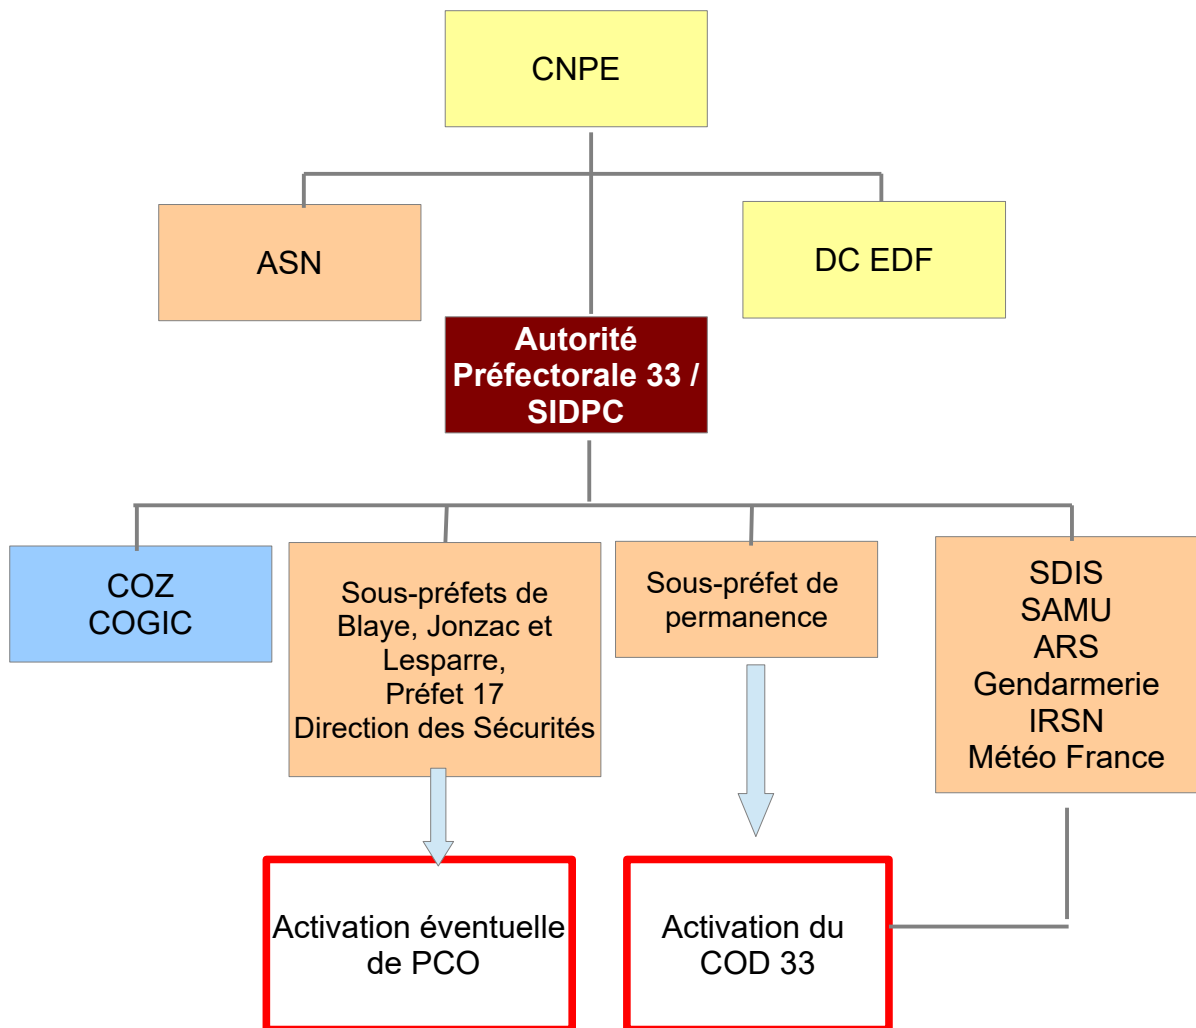 CNPE
ASN
DC EDF
Autorité
Préfectorale 33 /
SIDPC
COZ
COGIC
Sous-préfets de
Blaye, Jonzac et
Lesparre,
Préfet 17
Direction des Sécurités
Sous-préfet de
permanence
SDIS
SAMU
ARS
Gendarmerie
IRSN
Météo France
Activation éventuelle
de PCO
Activation du
COD 33